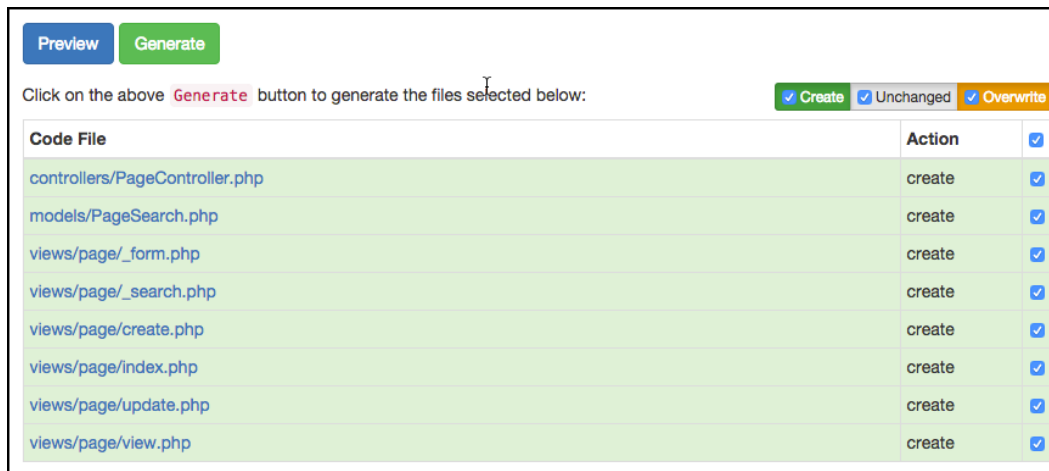 Preview Generate
Click on the above Generate button to generate the files selected below: Create Unchanged Overwrite
Code File Action
controllers/PageController.php create
models/PageSearch.php create
views/page/_form.php create
views/page/_search.php create
views/page/create.php create
views/page/index.php create
views/page/update.php create
views/page/view.php create